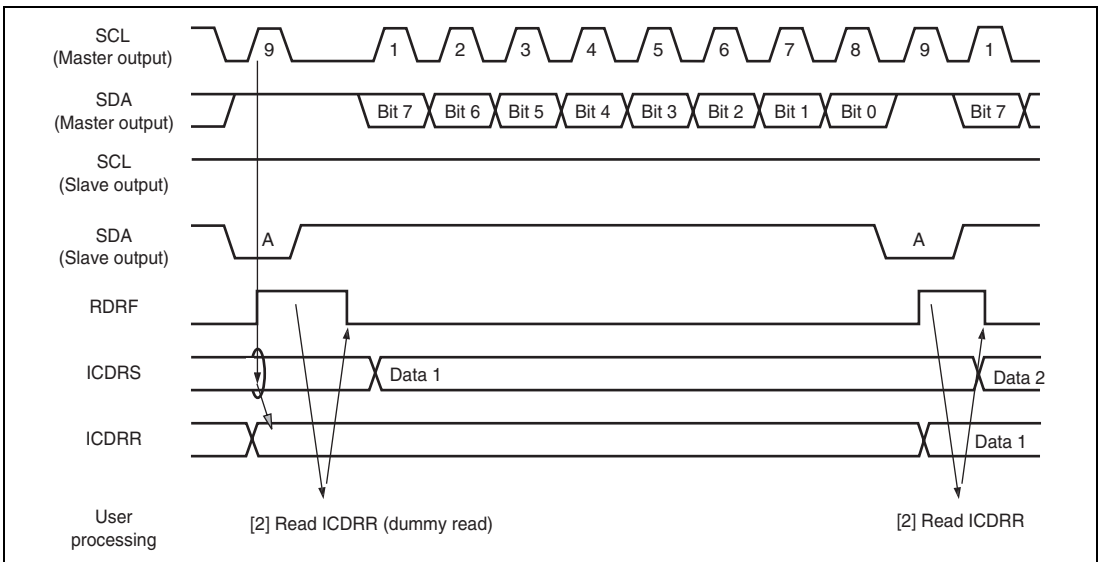 SCL
(Master output)
9 1 2 3 4 5 6 7 8 9 1
SDA
(Master output)
Bit 7 Bit 6 Bit 5 Bit 4 Bit 3 Bit 2 Bit 1 Bit 0 Bit 7
SCL
(Slave output)
SDA
(Slave output)
A A
RDRF
ICDRS
Data 1 Data 2
ICDRR
Data 1
User
processing
[2] Read ICDRR (dummy read) [2] Read ICDRR